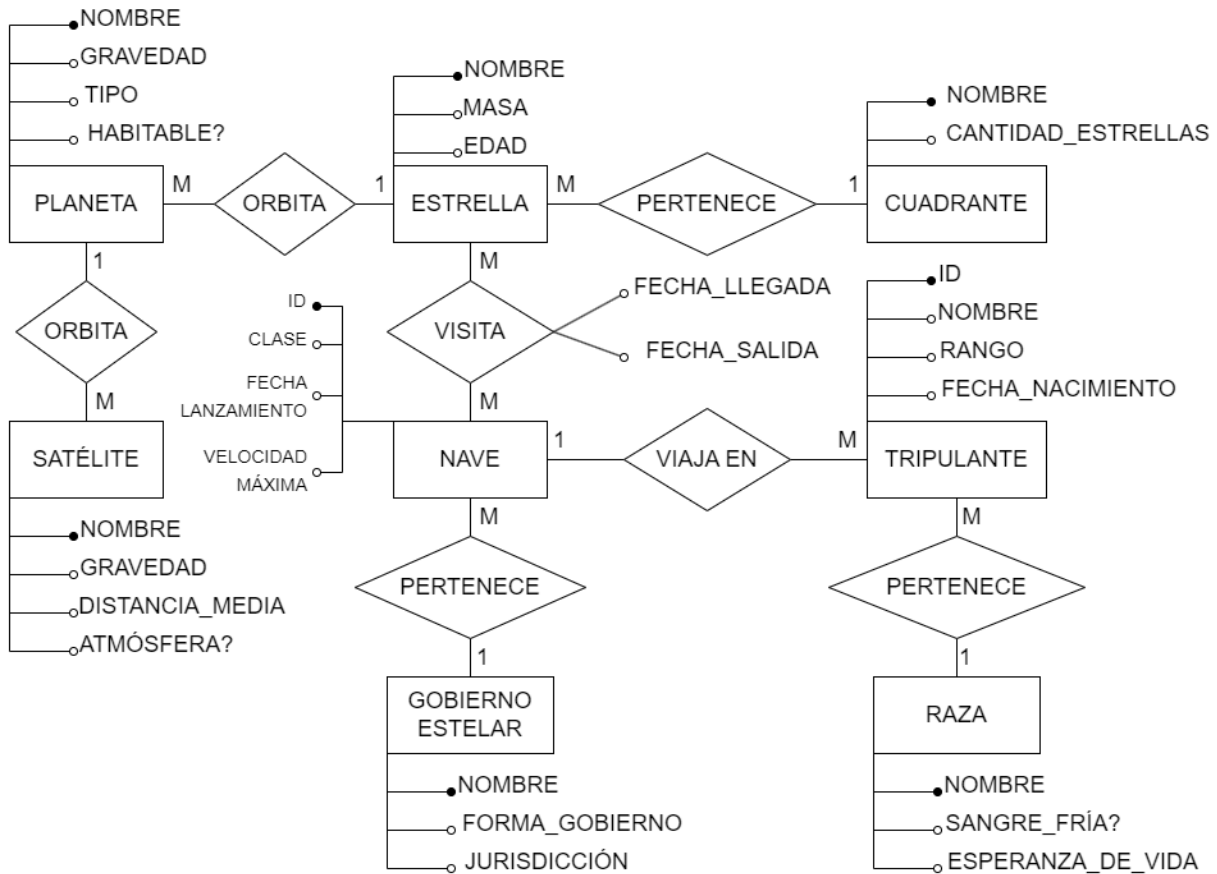 NOMBRE
GRAVEDAD
TIPO
HABITABLE?
PLANETA
M
ORBITA
1
NOMBRE
MASA
EDAD
ESTRELLA
M
PERTENECE
1
NOMBRE
CANTIDAD_ESTRELLAS
CUADRANTE
1
ORBITA
M
SATÉLITE
NOMBRE
GRAVEDAD
DISTANCIA_MEDIA
ATMÓSFERA?
M
VISITA
FECHA_LLEGADA
FECHA_SALIDA
M
ID
CLASE
FECHA
LANZAMIENTO
VELOCIDAD
MÁXIMA
NAVE
1
VIAJA EN
M
ID
NOMBRE
RANGO
FECHA_NACIMIENTO
TRIPULANTE
M
PERTENECE
1
GOBIERNO
ESTELAR
NOMBRE
FORMA_GOBIERNO
JURISDICCIÓN
M
PERTENECE
1
RAZA
NOMBRE
SANGRE_FRÍA?
ESPERANZA_DE_VIDA